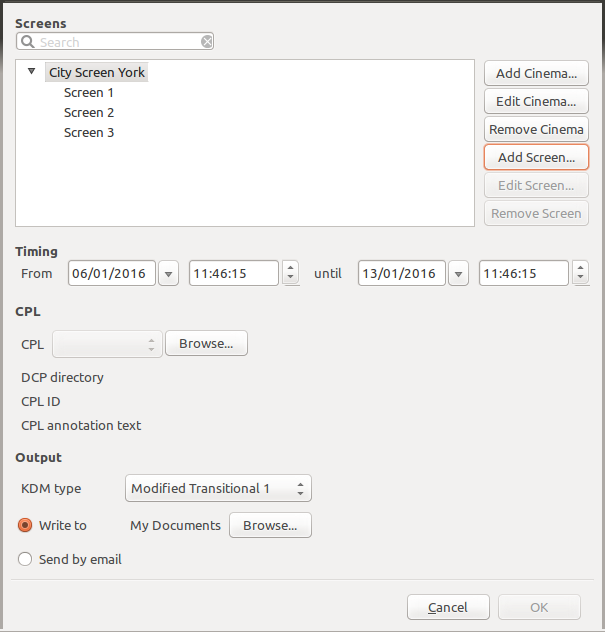 Screens
Search
City Screen York
Screen 1
Screen 2
Screen 3
Add Cinema...
Edit Cinema...
Remove Cinema
Add Screen...
Edit Screen...
Remove Screen
Timing
From 06/01/2016 11:46:15 until 13/01/2016 11:46:15
CPL
CPL Browse...
DCP directory
CPL ID
CPL annotation text
Output
KDM type Modified Transitional 1
Write to My Documents Browse...
Send by email
Cancel OK